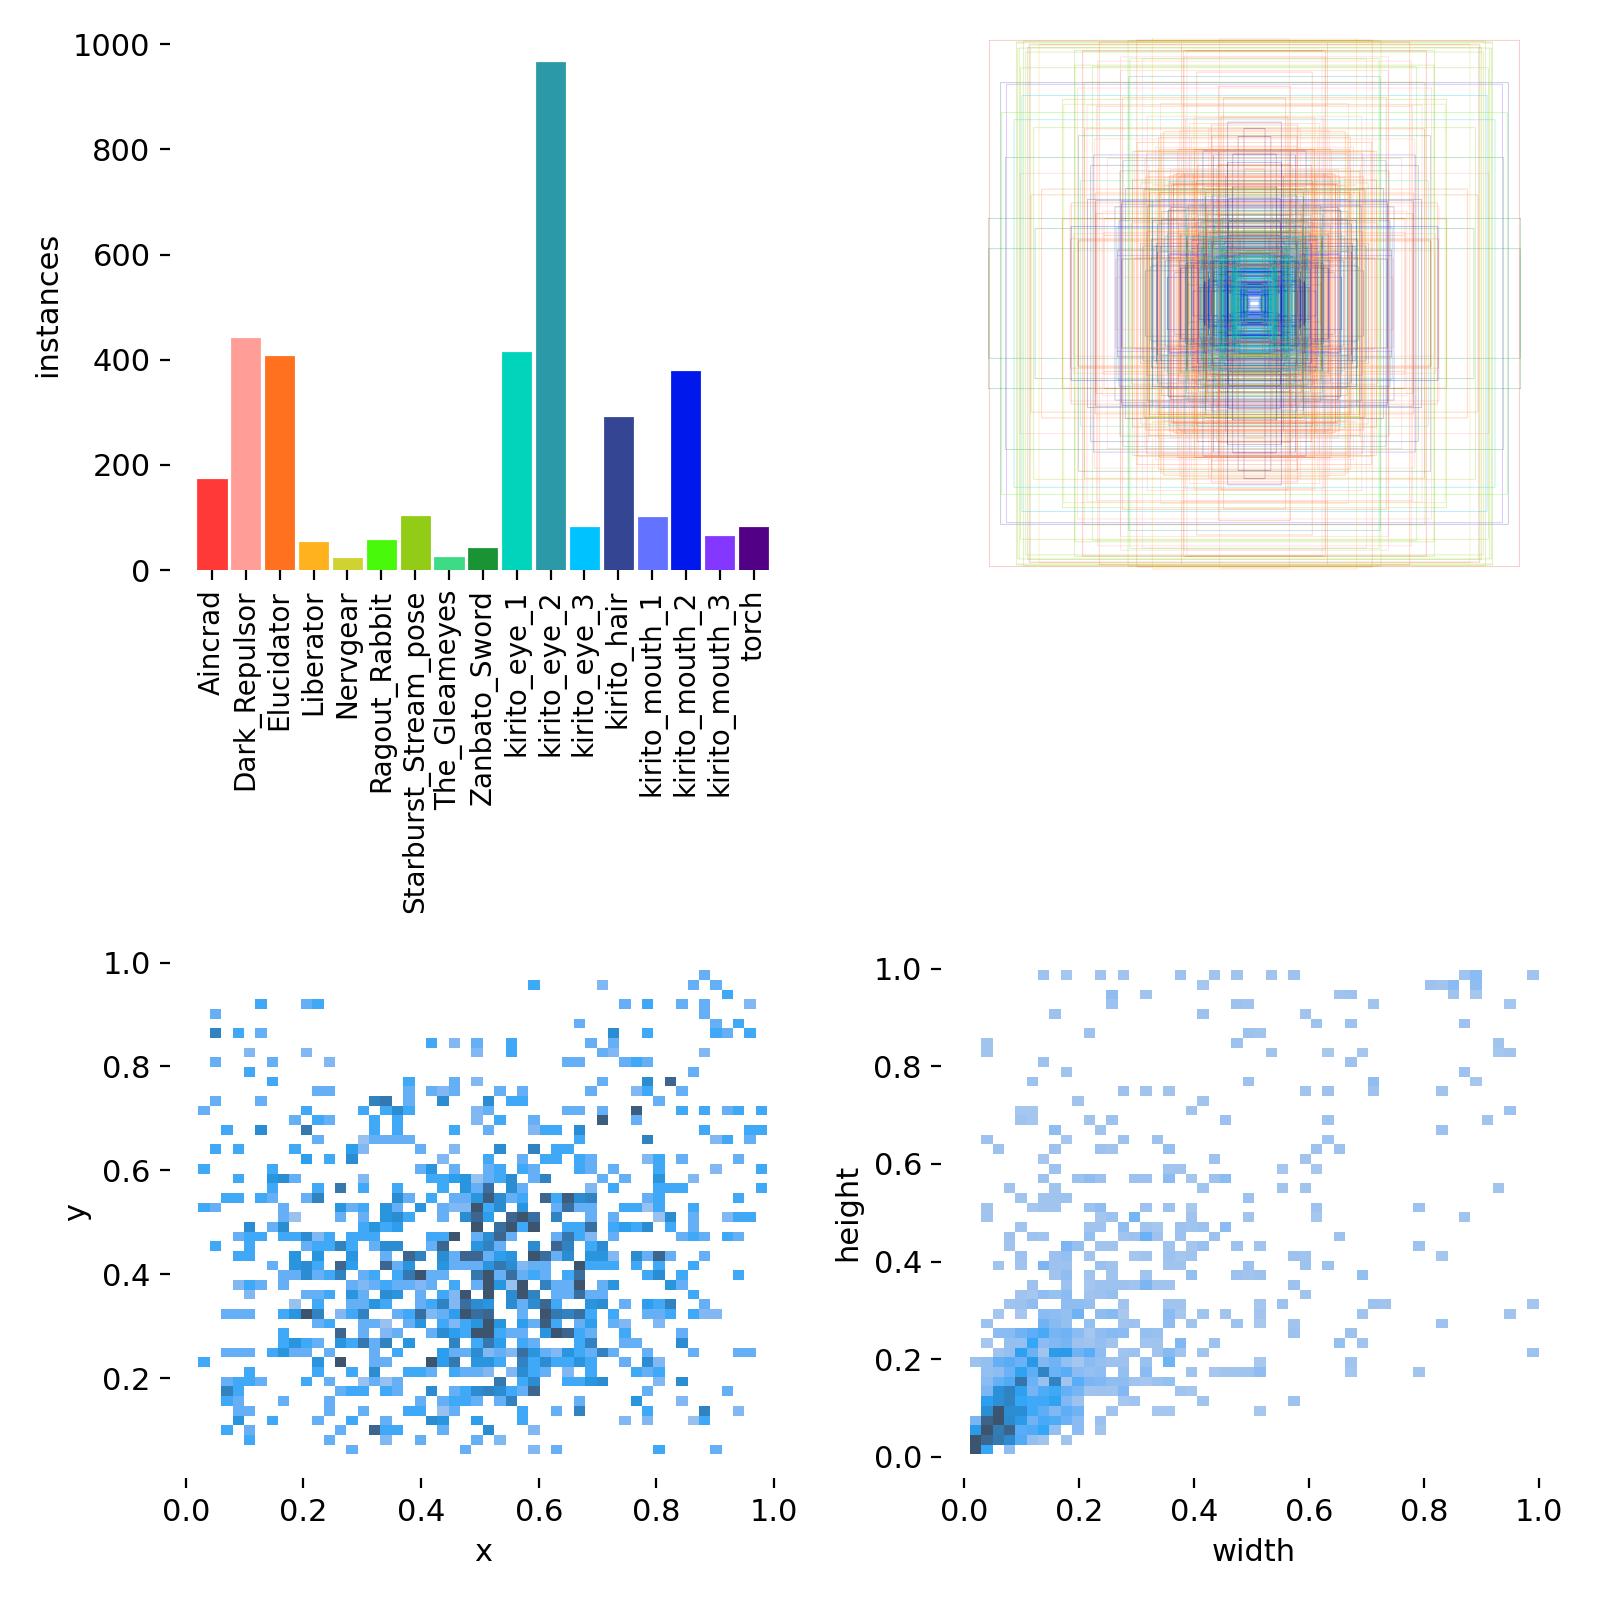 1000
800
600
400
200
0
instances
Aincrad
Dark_Repulsor
Elucidator
Liberator
Nervgear
Ragout_Rabbit
Starburst_Stream_pose
The_Gleameyes
Zanbato_Sword
kirito_eye_1
kirito_eye_2
kirito_eye_3
kirito_hair
kirito_mouth_1
kirito_mouth_2
kirito_mouth_3
torch
1.0
0.8
0.6
0.4
0.2
y
0.0 0.2 0.4 0.6 0.8 1.0
x
1.0
0.8
0.6
0.4
0.2
0.0
height
0.0 0.2 0.4 0.6 0.8 1.0
width